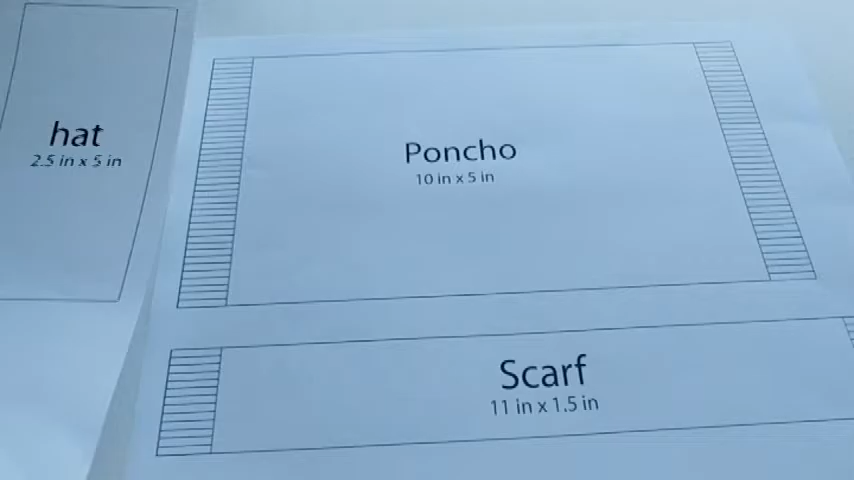 hat
2.5 in x 5 in
Poncho
10 in x 5 in
Scarf
11 in x 1.5 in